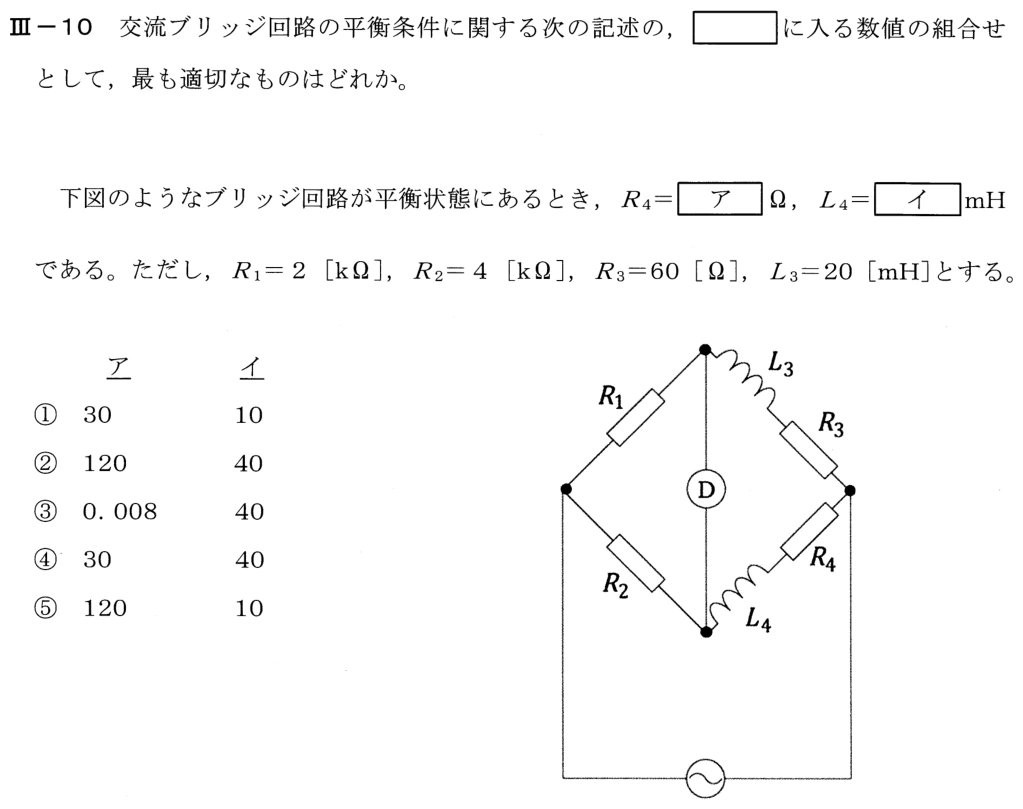 Ⅲ－10　交流ブリッジ回路の平衡条件に関する次の記述の，　　　に入る数値の組合せ
として，最も適切なものはどれか。
下図のようなブリッジ回路が平衡状態にあるとき，R4＝ ア Ω，L4＝ イ mH
である。ただし，R1＝2 [kΩ]，R2＝4 [kΩ]，R3＝60 [Ω]，L3＝20 [mH]とする。
ア　イ
① 30　10
② 120　40
③ 0.008　40
④ 30　40
⑤ 120　10
L3
R1
R3
D
R2
R4
L4